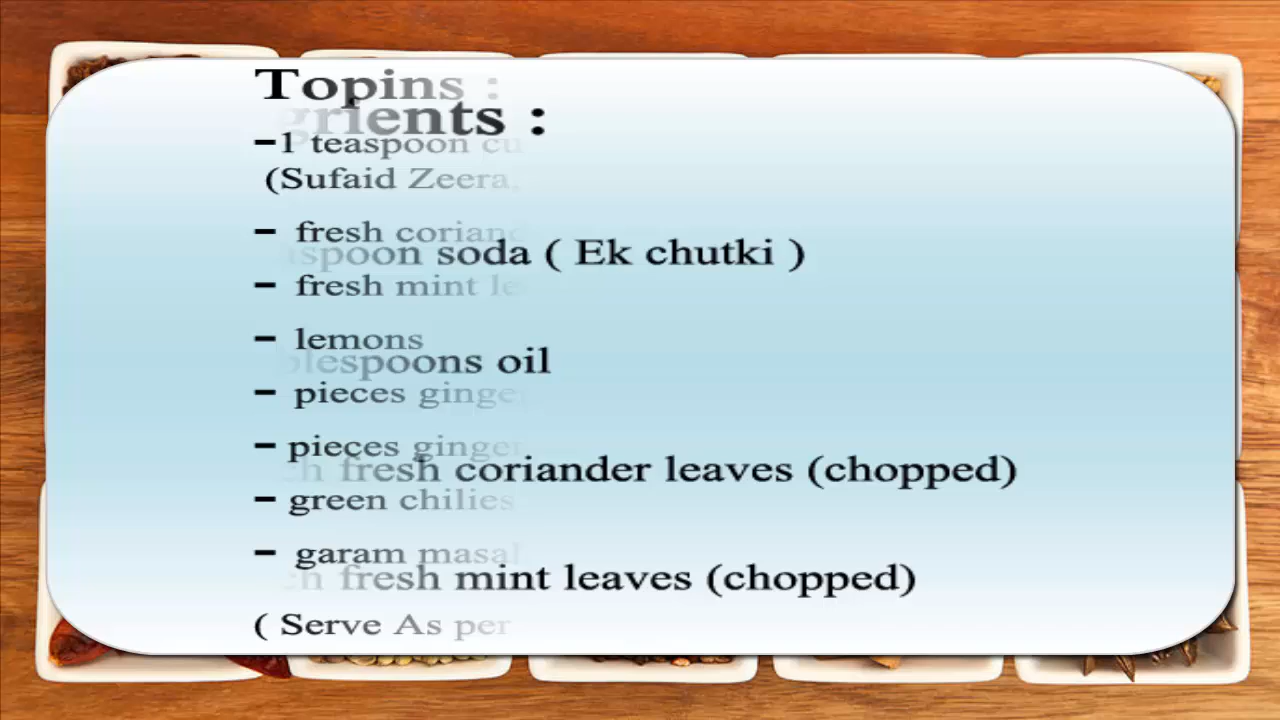 Topins :
grients :
-1 teaspoon cu
(Sufaid Zeera,
- fresh corian
spoon soda ( Ek chutki )
- fresh mint le
- lemons
blespoons oil
- pieces ginge
- pieces ginger
ch fresh coriander leaves (chopped)
- green chilies
- garam masal
ch fresh mint leaves (chopped)
( Serve As per